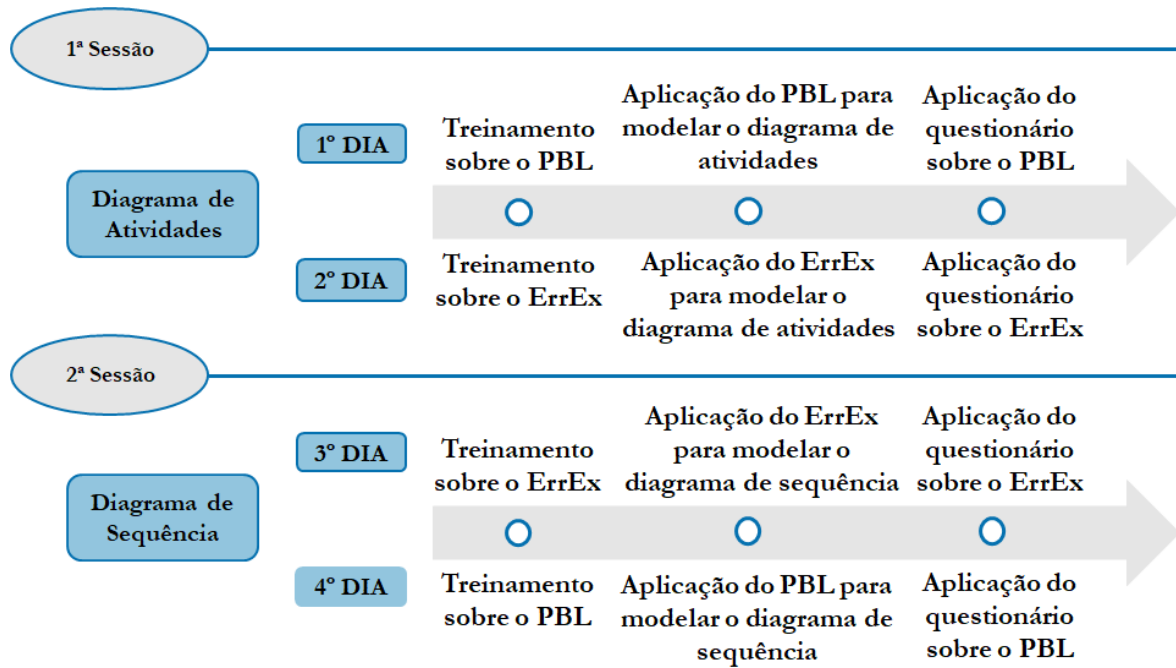 1ª Sessão
1º DIA
Treinamento
sobre o PBL
Aplicação do PBL para
modelar o diagrama de
atividades
Aplicação do
questionário
sobre o PBL
Diagrama de
Atividades
2º DIA
Treinamento
sobre o ErrEx
Aplicação do ErrEx
para modelar o
diagrama de atividades
Aplicação do
questionário
sobre o ErrEx
2ª Sessão
3º DIA
Treinamento
sobre o ErrEx
Aplicação do ErrEx
para modelar o
diagrama de sequência
Aplicação do
questionário
sobre o ErrEx
Diagrama de
Sequência
4º DIA
Treinamento
sobre o PBL
Aplicação do PBL para
modelar o diagrama de
sequência
Aplicação do
questionário
sobre o PBL